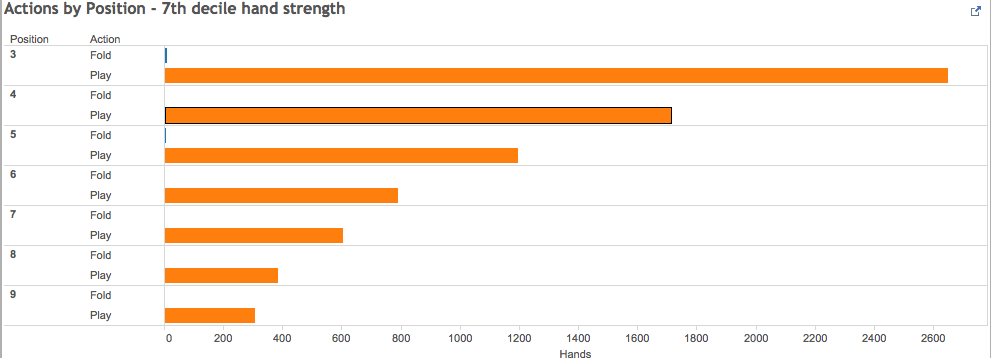 Actions by Position - 7th decile hand strength
Position Action
3 Fold
Play
4 Fold
Play
5 Fold
Play
6 Fold
Play
7 Fold
Play
8 Fold
Play
9 Fold
Play
0 200 400 600 800 1000 1200 1400 1600 1800 2000 2200 2400 2600
Hands